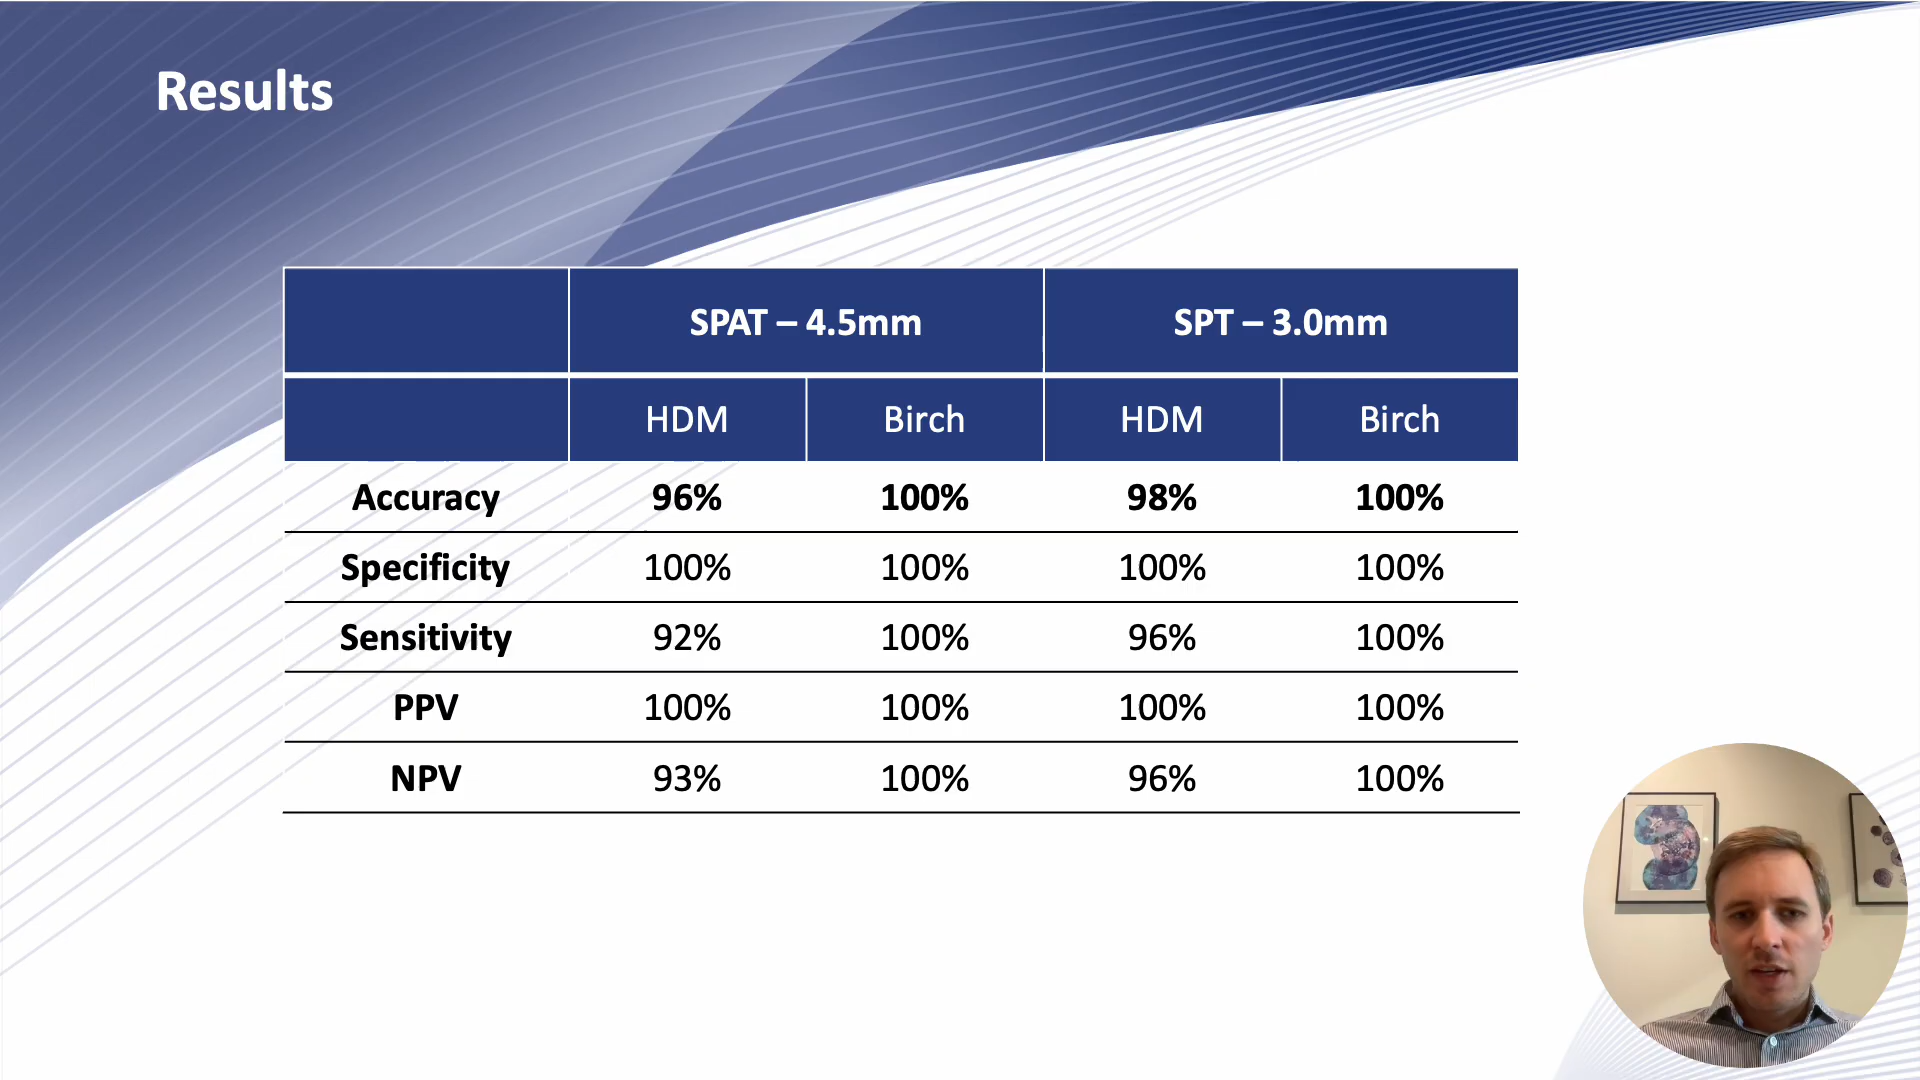 Results
SPAT – 4.5mm SPT – 3.0mm
HDM Birch HDM Birch
Accuracy 96% 100% 98% 100%
Specificity 100% 100% 100% 100%
Sensitivity 92% 100% 96% 100%
PPV 100% 100% 100% 100%
NPV 93% 100% 96% 100%